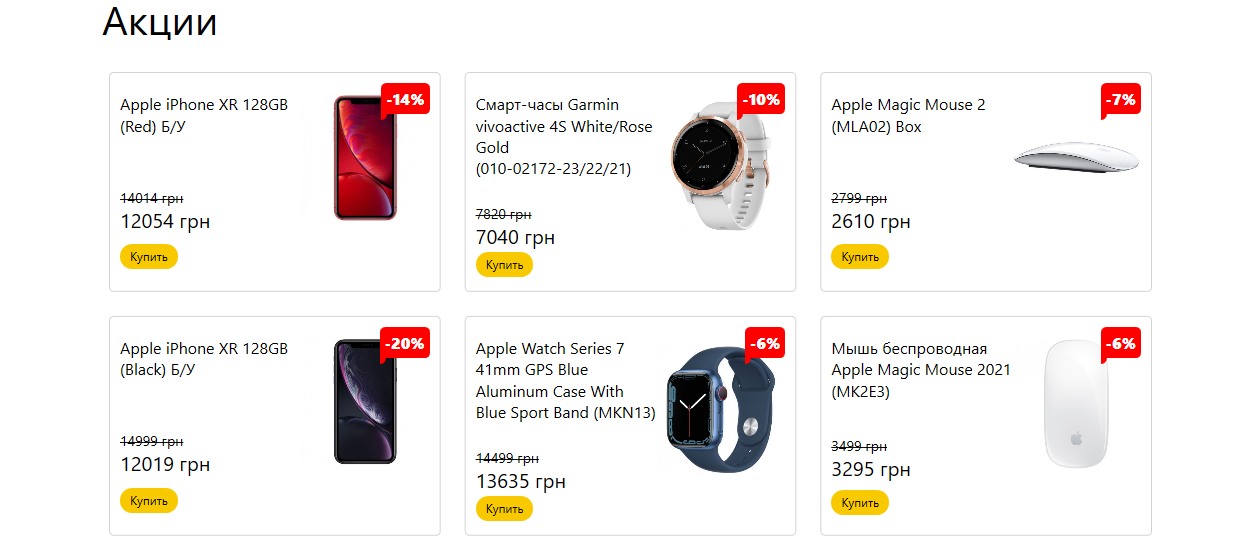 Акции
Apple iPhone XR 128GB
(Red) Б/У
-14%
14014 грн
12054 грн
Купить
Смарт-часы Garmin
vivoactive 4S White/Rose
Gold
(010-02172-23/22/21)
-10%
7820 грн
7040 грн
Купить
Apple Magic Mouse 2
(MLA02) Box
-7%
2799 грн
2610 грн
Купить
Apple iPhone XR 128GB
(Black) Б/У
-20%
14999 грн
12019 грн
Купить
Apple Watch Series 7
41mm GPS Blue
Aluminum Case With
Blue Sport Band (MKN13)
-6%
14499 грн
13635 грн
Купить
Мышь беспроводная
Apple Magic Mouse 2021
(MK2E3)
-6%
3499 грн
3295 грн
Купить